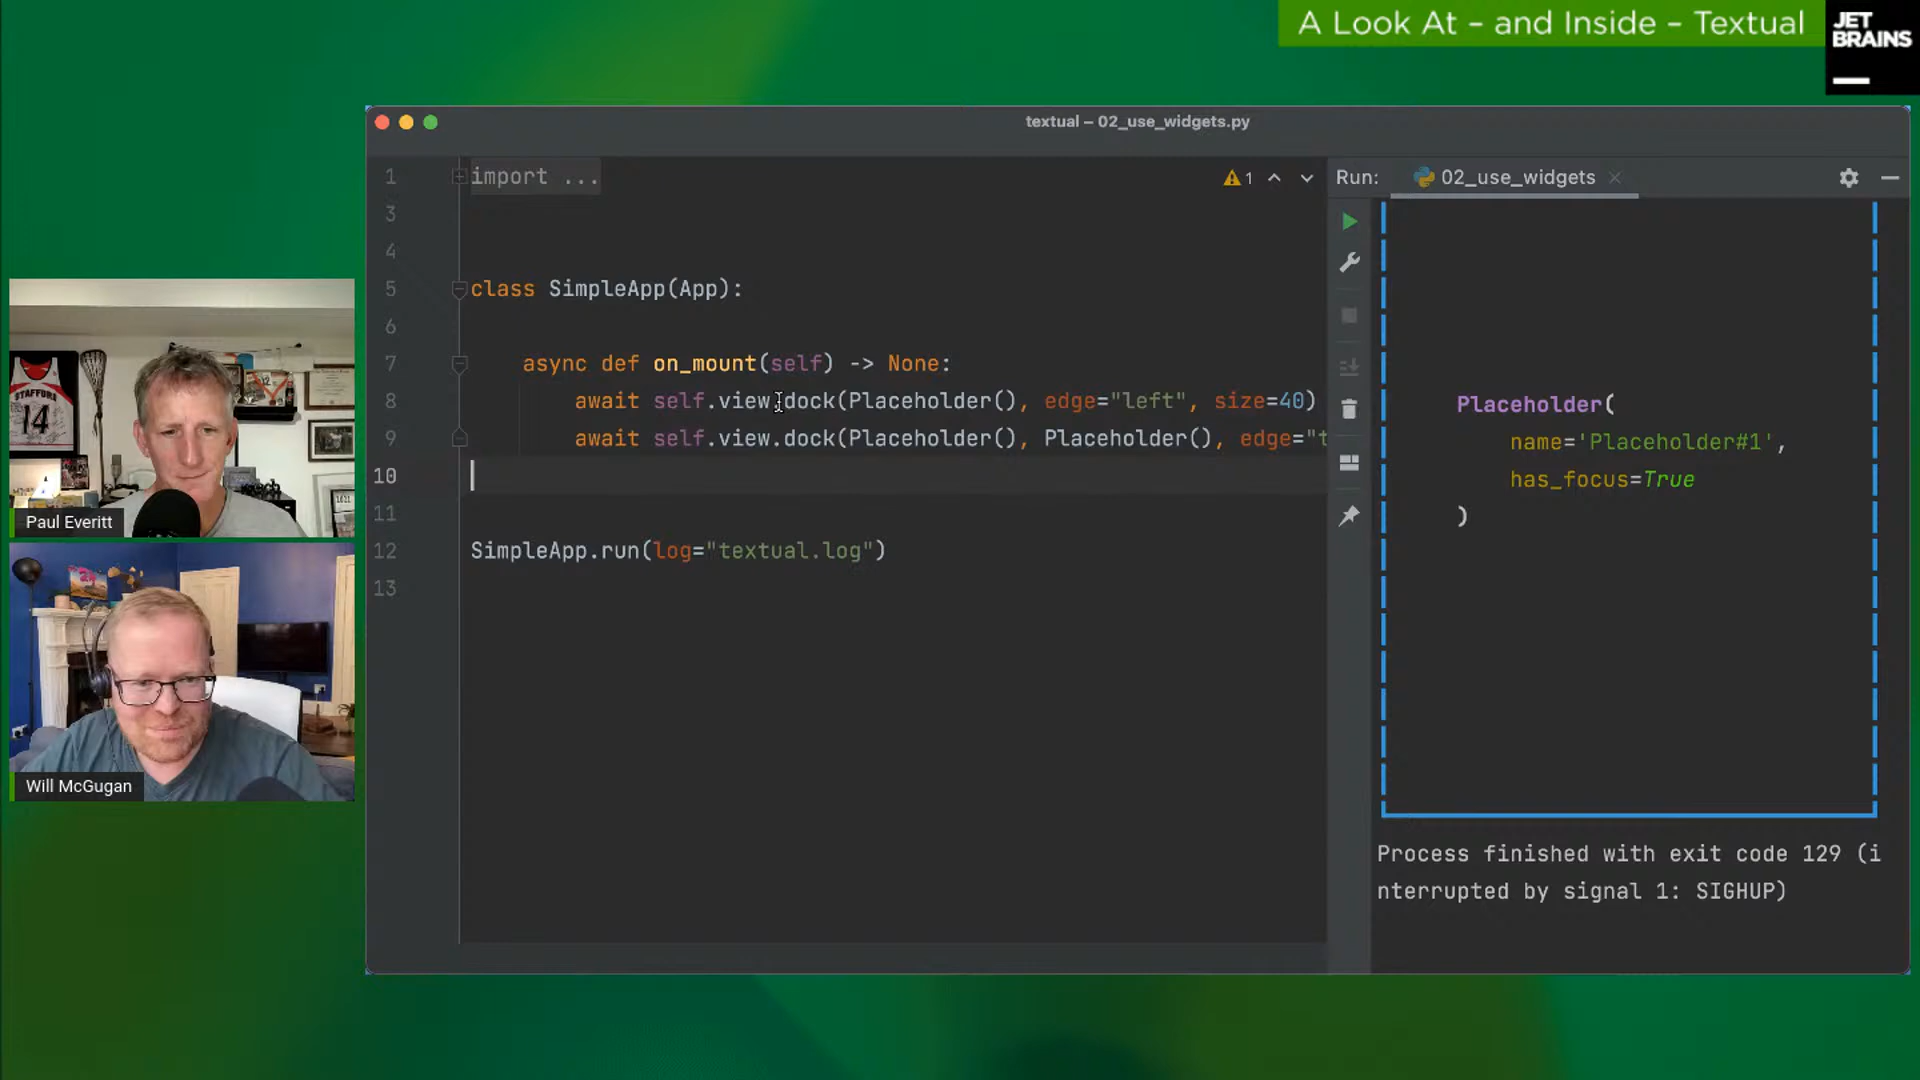 A Look At – and Inside – Textual
JET
BRAINS
textual – 02_use_widgets.py
1 import ...
1
3
4
5 class SimpleApp(App):
6
7 async def on_mount(self) -> None:
8 await self.view.dock(Placeholder(), edge="left", size=40)
9 await self.view.dock(Placeholder(), Placeholder(), edge="t
10
11
12 SimpleApp.run(log="textual.log")
13
Run: 02_use_widgets
Placeholder(
name='Placeholder#1',
has_focus=True
)
Process finished with exit code 129 (i
nterrupted by signal 1: SIGHUP)
STAFFORD
14
Paul Everitt
Will McGugan